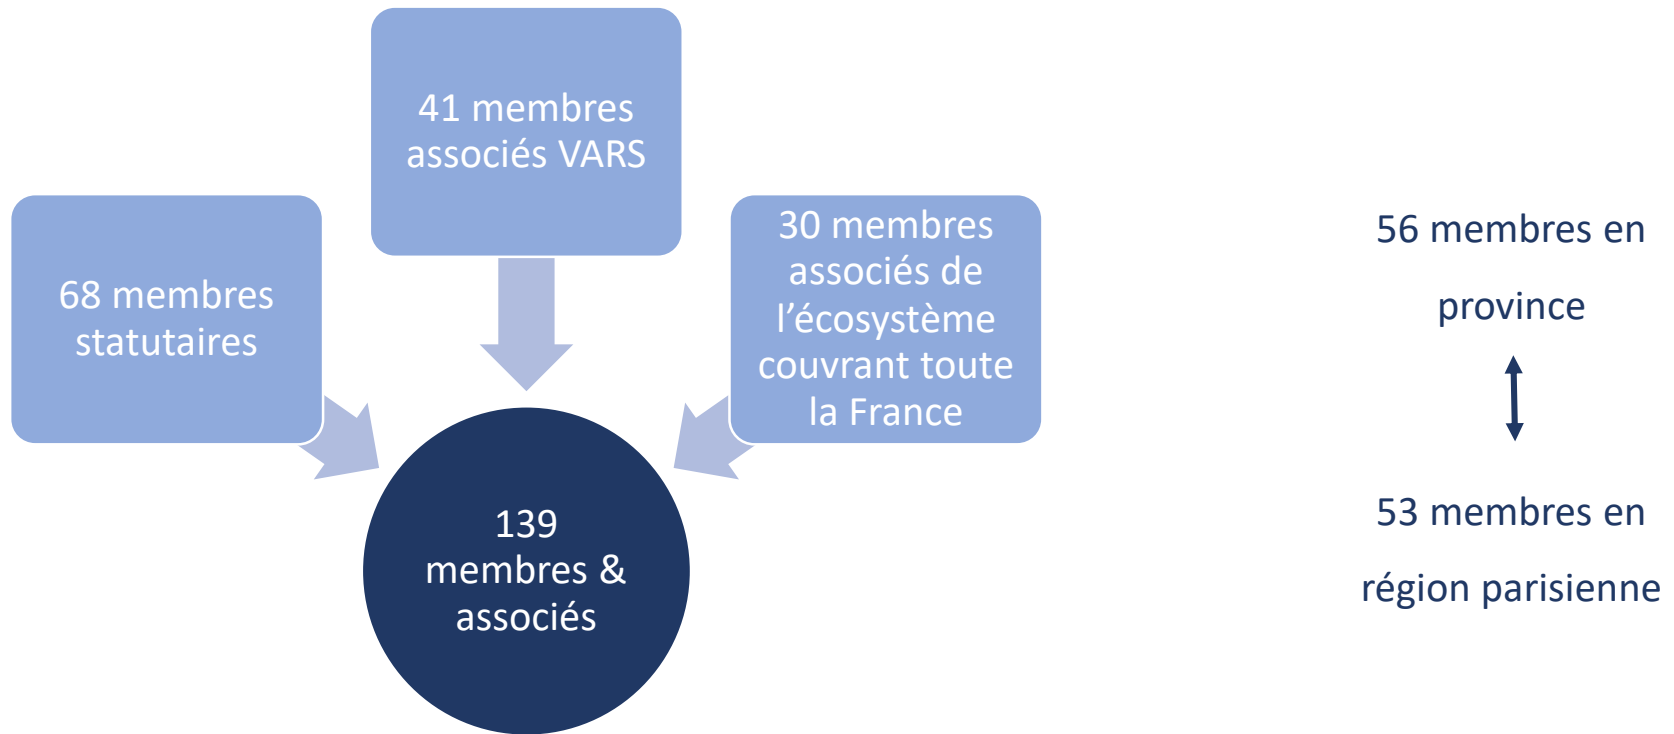 41 membres
associés VARS
68 membres
statutaires
30 membres
associés de
l’écosystème
couvrant toute
la France
139
membres &
associés
56 membres en
province
53 membres en
région parisienne